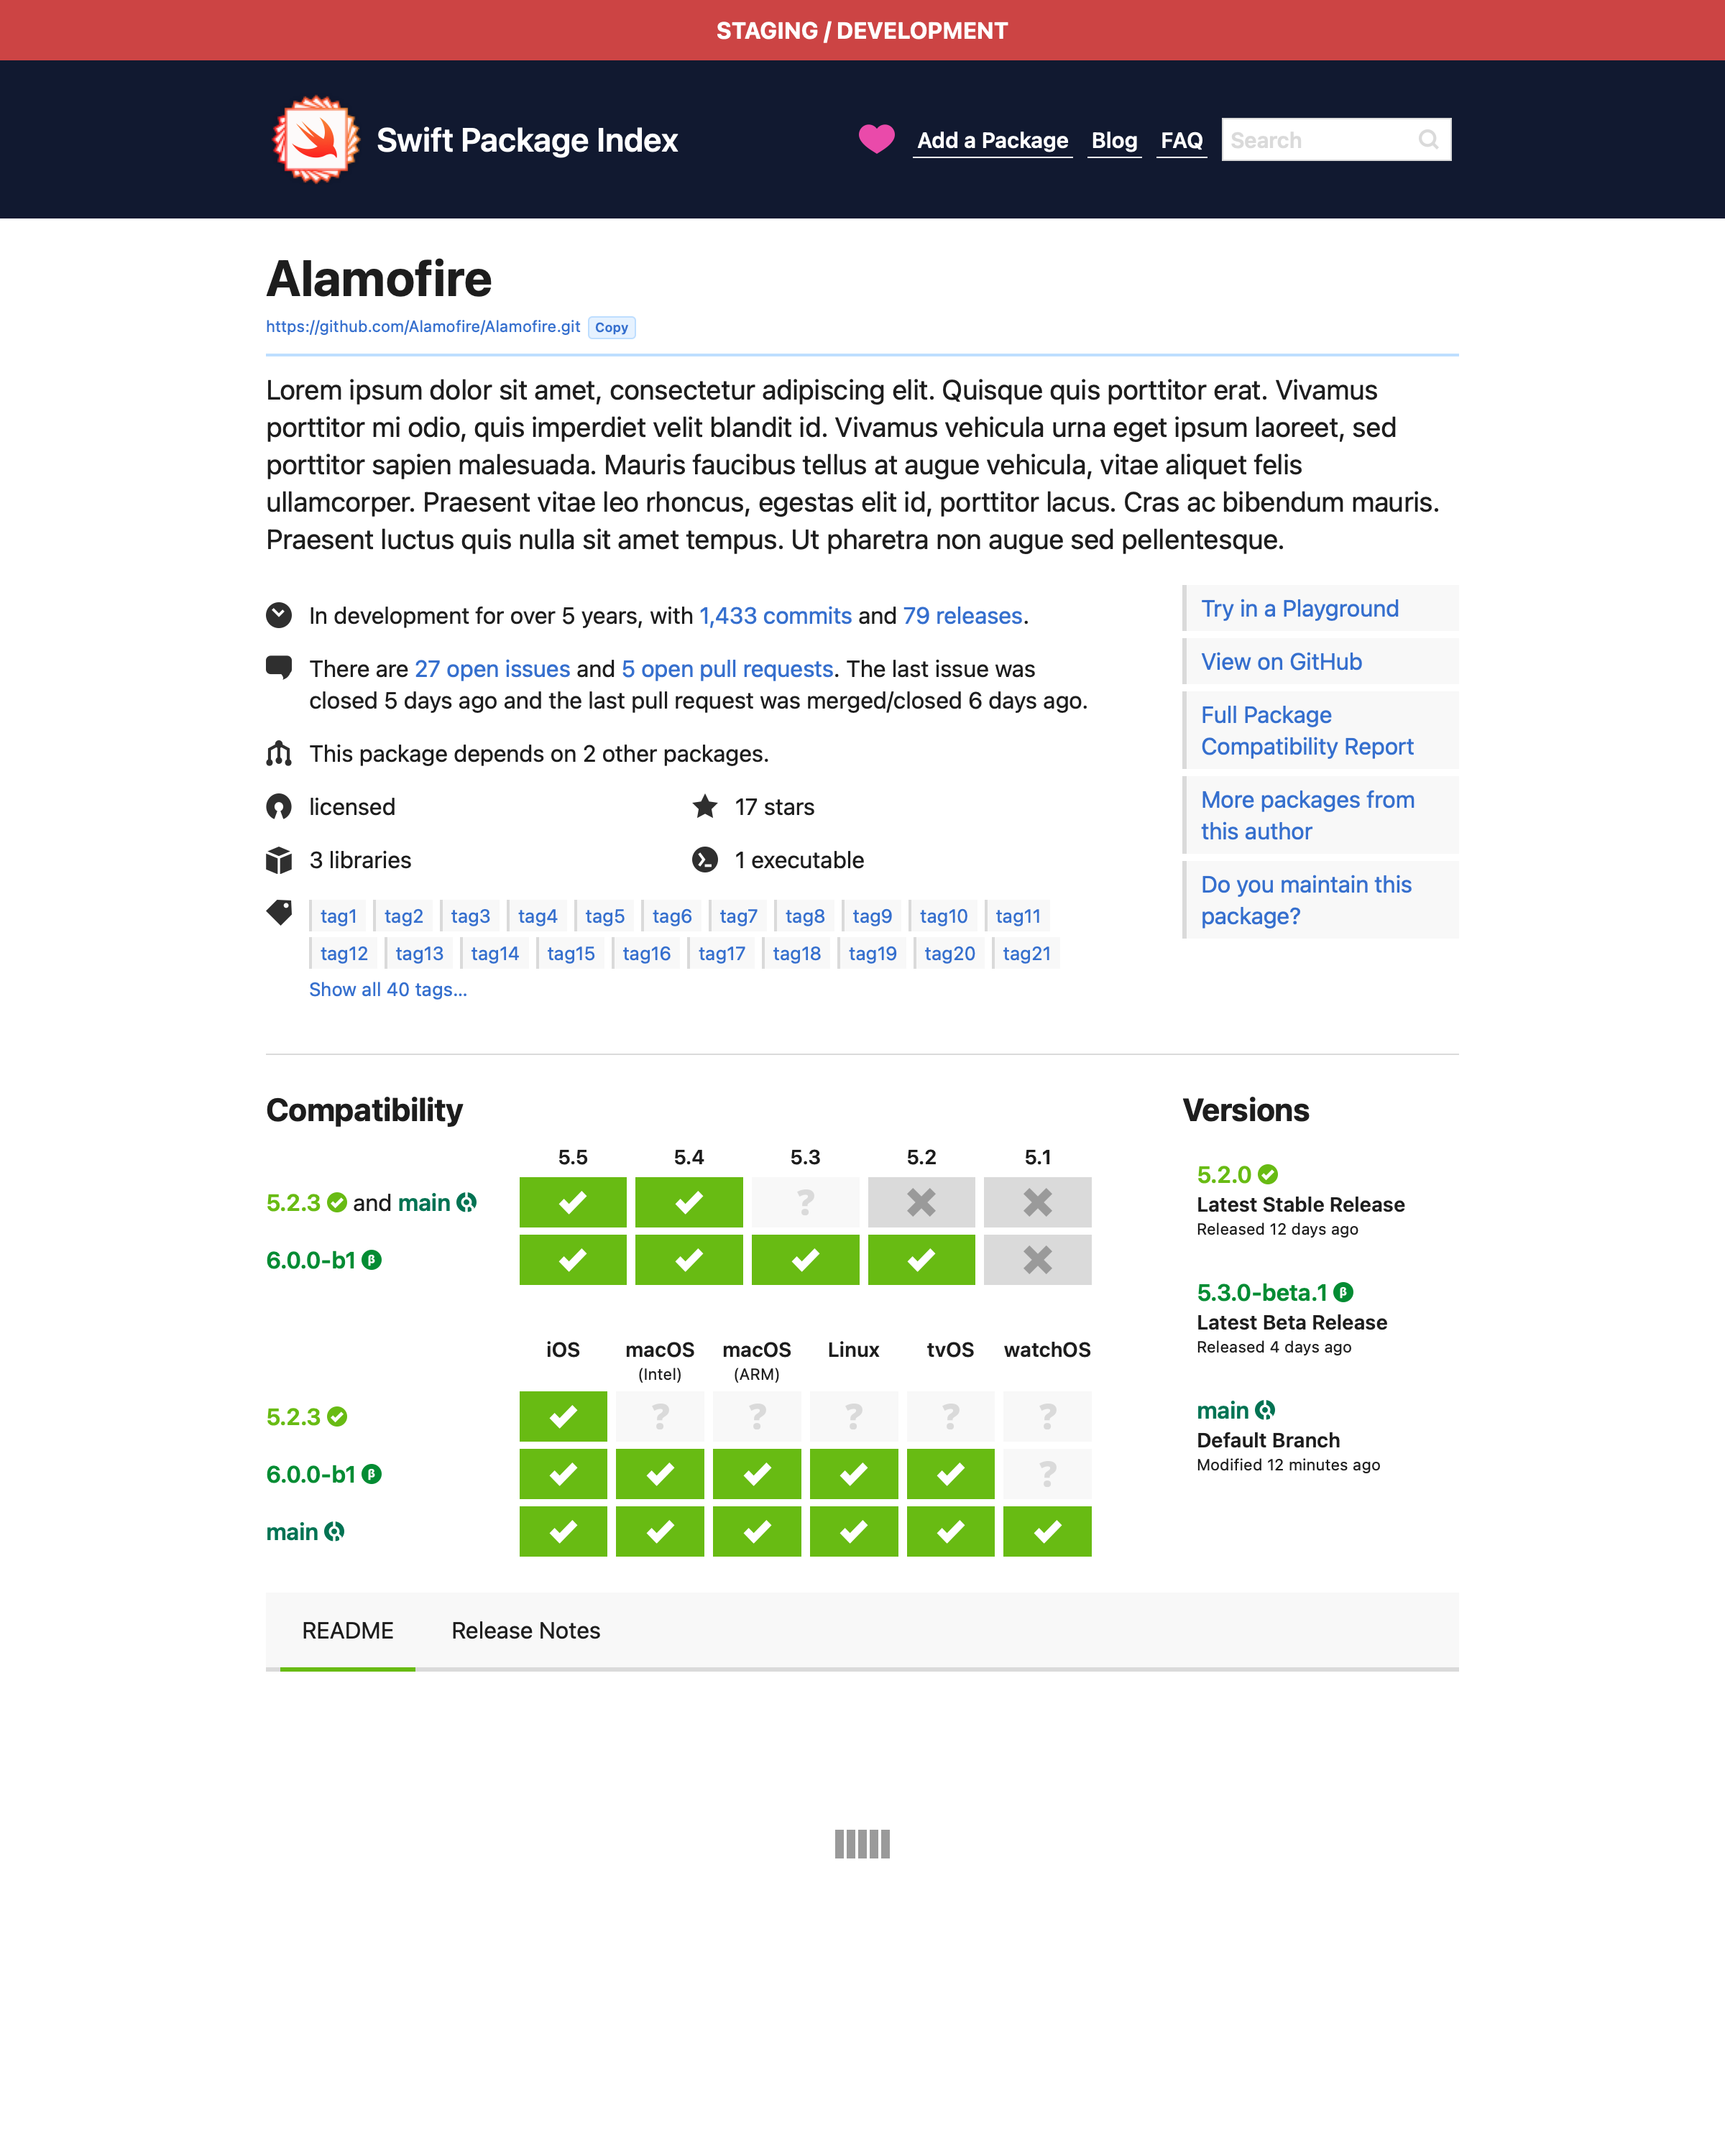 STAGING / DEVELOPMENT
Swift Package Index
Add a Package Blog FAQ Search
Alamofire
https://github.com/Alamofire/Alamofire.git Copy
Lorem ipsum dolor sit amet, consectetur adipiscing elit. Quisque quis porttitor erat. Vivamus
porttitor mi odio, quis imperdiet velit blandit id. Vivamus vehicula urna eget ipsum laoreet, sed
porttitor sapien malesuada. Mauris faucibus tellus at augue vehicula, vitae aliquet felis
ullamcorper. Praesent vitae leo rhoncus, egestas elit id, porttitor lacus. Cras ac bibendum mauris.
Praesent luctus quis nulla sit amet tempus. Ut pharetra non augue sed pellentesque.
In development for over 5 years, with 1,433 commits and 79 releases.
There are 27 open issues and 5 open pull requests. The last issue was
closed 5 days ago and the last pull request was merged/closed 6 days ago.
This package depends on 2 other packages.
licensed
17 stars
3 libraries
1 executable
tag1 tag2 tag3 tag4 tag5 tag6 tag7 tag8 tag9 tag10 tag11
tag12 tag13 tag14 tag15 tag16 tag17 tag18 tag19 tag20 tag21
Show all 40 tags...
Try in a Playground
View on GitHub
Full Package
Compatibility Report
More packages from
this author
Do you maintain this
package?
Compatibility
5.5 5.4 5.3 5.2 5.1
5.2.3 and main ?
6.0.0-b1 β
iOS macOS macOS Linux tvOS watchOS
(Intel) (ARM)
5.2.3 ? ? ? ? ?
6.0.0-b1 β ?
main
Versions
5.2.0
Latest Stable Release
Released 12 days ago
5.3.0-beta.1 β
Latest Beta Release
Released 4 days ago
main
Default Branch
Modified 12 minutes ago
README Release Notes